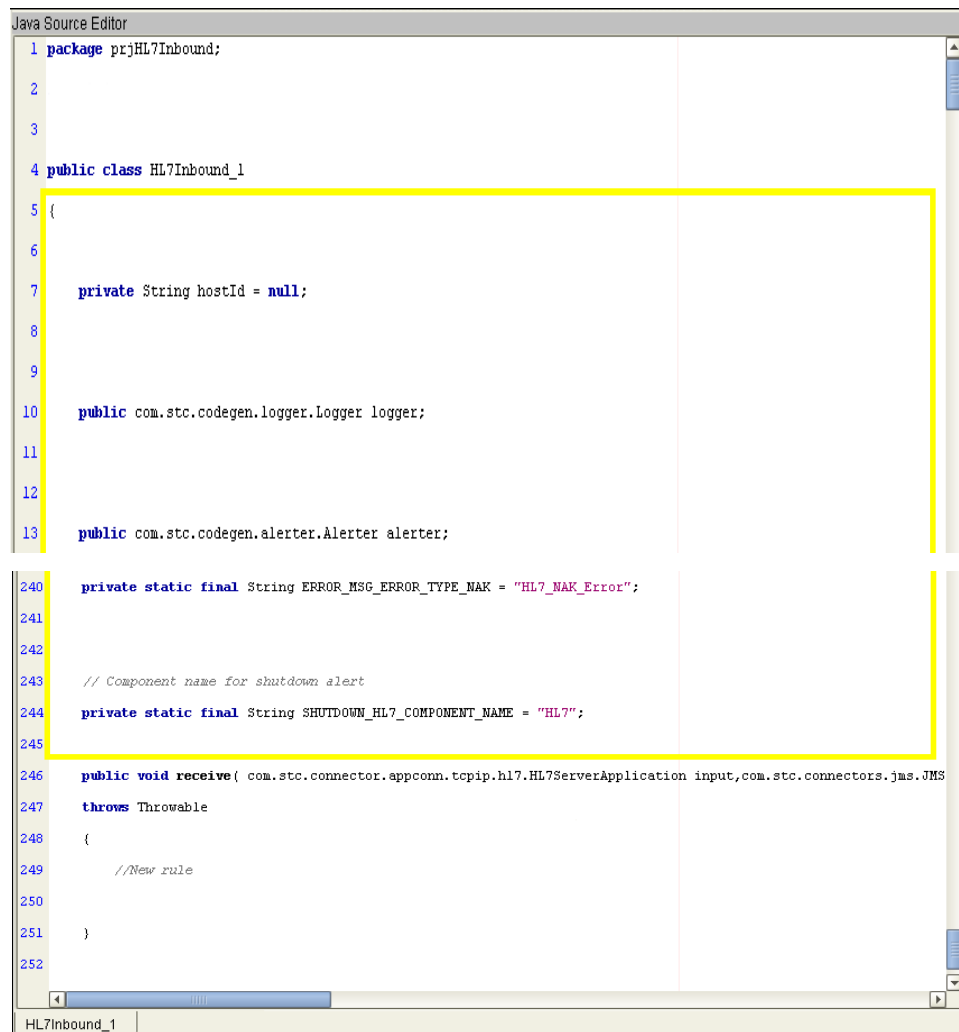 Java Source Editor
1 package prjHL7Inbound;
2
3
4 public class HL7Inbound_1
5 {
6
7 private String hostId = null;
8
9
10 public com.stc.codegen.logger.Logger logger;
11
12
13 public com.stc.codegen.alerter.Alerter alerter;
240 private static final String ERROR_MSG_ERROR_TYPE_NAK = "HL7_NAK_Error";
241
242
243 // Component name for shutdown alert
244 private static final String SHUTDOWN_HL7_COMPONENT_NAME = "HL7";
245
246 public void receive( com.stc.connector.appconn.tcpip.hl7.HL7ServerApplication input,com.stc.connectors.jms.JMS
247 throws Throwable
248 {
249 //New rule
250
251 }
252
HL7Inbound_1